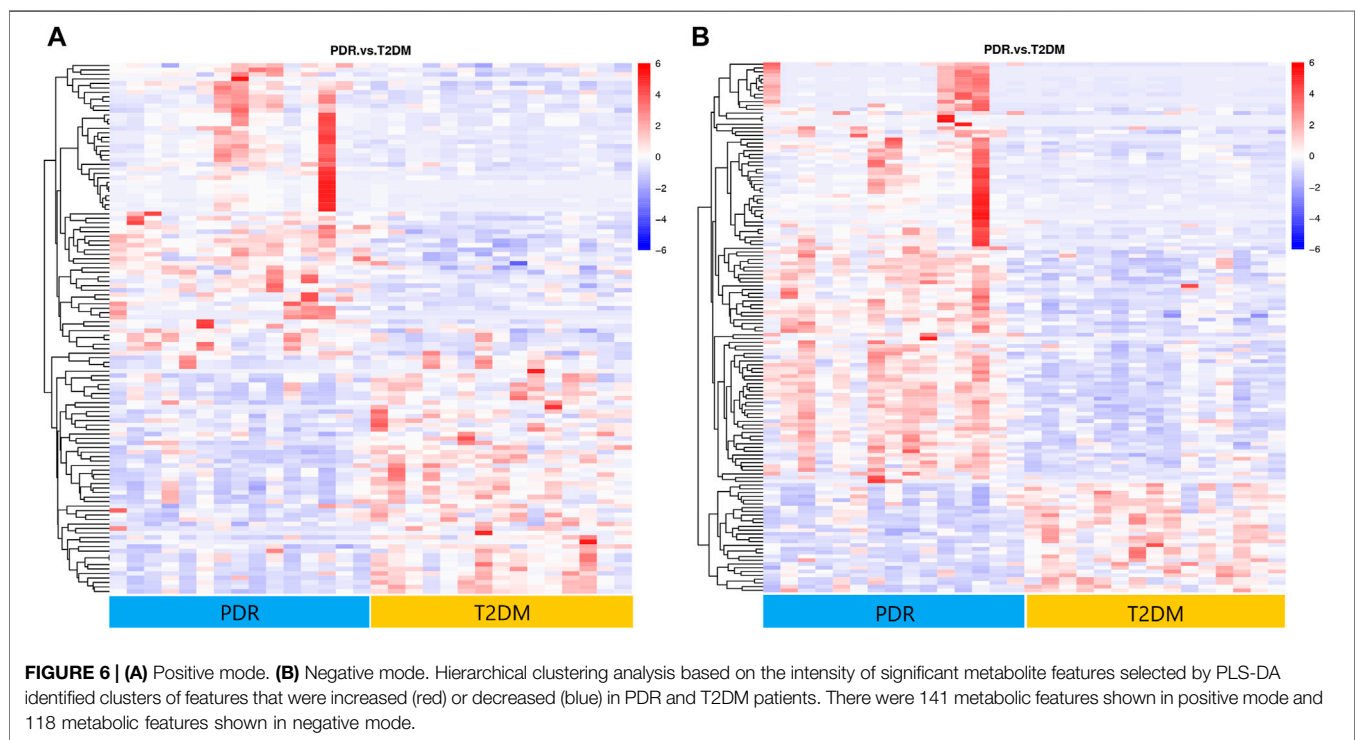 A
PDR.vs.T2DM
6
4
2
0
−2
−4
−6
PDR
T2DM
B
PDR.vs.T2DM
6
4
2
0
−2
−4
−6
PDR
T2DM
FIGURE 6 | (A) Positive mode. (B) Negative mode. Hierarchical clustering analysis based on the intensity of significant metabolite features selected by PLS-DA
identified clusters of features that were increased (red) or decreased (blue) in PDR and T2DM patients. There were 141 metabolic features shown in positive mode and
118 metabolic features shown in negative mode.